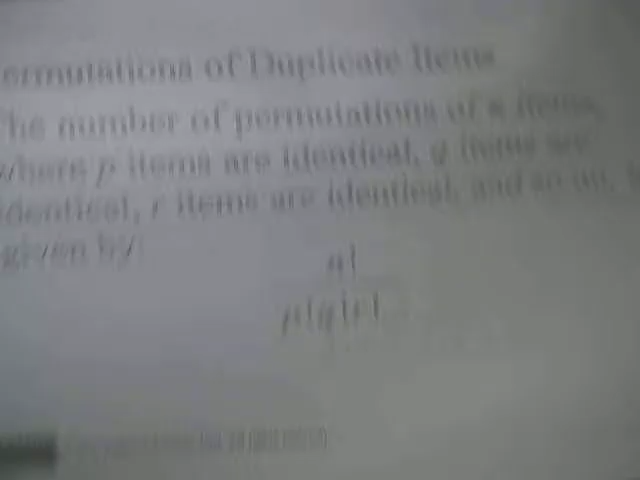 ermutations of Duplicate Items
he number of permutations of n items,
where p items are identical, q items are
identical, r items are identical, and so on, is
given by:
n!
p!q!r!